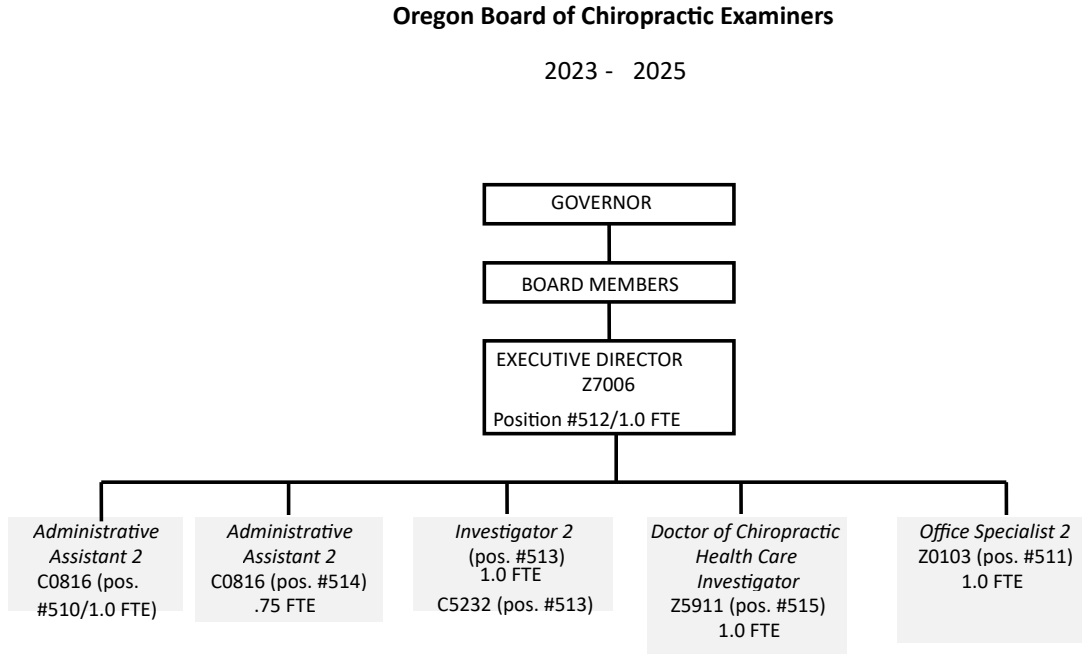 Oregon Board of Chiropractic Examiners
2023 - 2025
GOVERNOR
BOARD MEMBERS
EXECUTIVE DIRECTOR
Z7006
Position #512/1.0 FTE
Administrative
Assistant 2
C0816 (pos.
#510/1.0 FTE)
Administrative
Assistant 2
C0816 (pos. #514)
.75 FTE
Investigator 2
(pos. #513)
1.0 FTE
C5232 (pos. #513)
Doctor of Chiropractic
Health Care
Investigator
Z5911 (pos. #515)
1.0 FTE
Office Specialist 2
Z0103 (pos. #511)
1.0 FTE